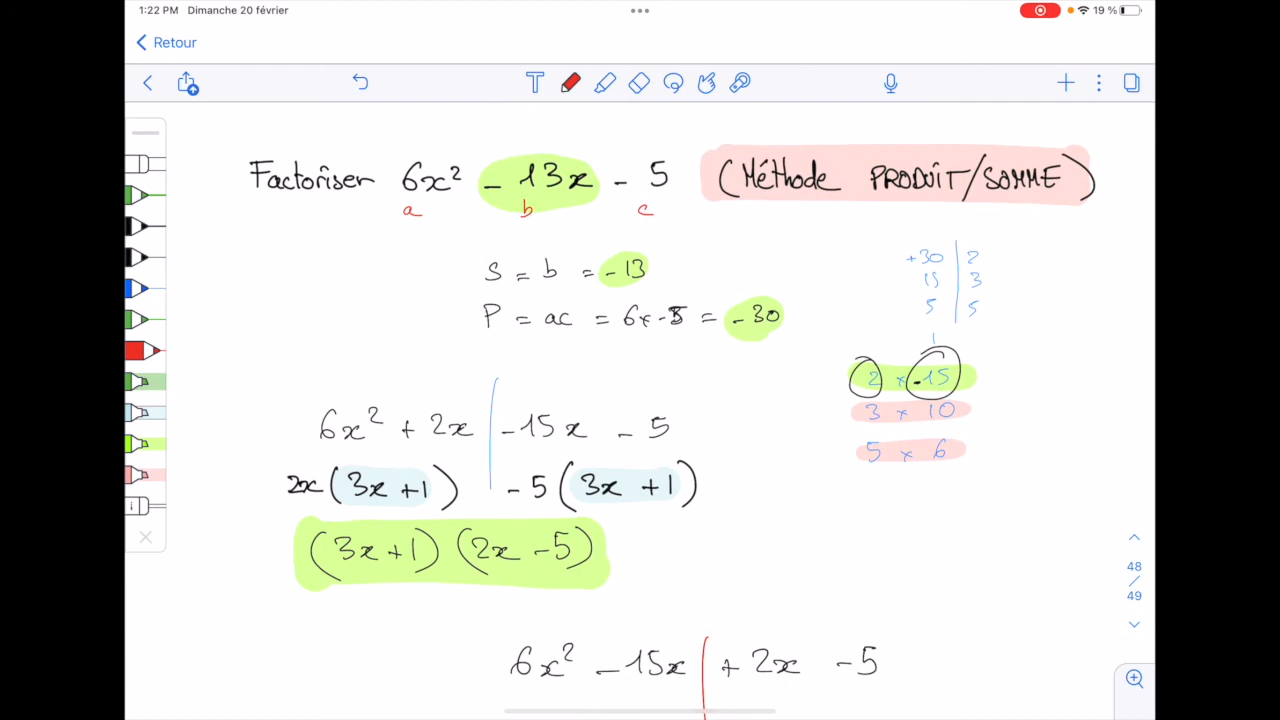 1:22 PM Dimanche 20 février
19 %
Retour
Factoriser 6x² - 13x - 5 (Méthode PRODUIT/SOMME)
a b c
S = b = -13
P = ac = 6x-5 = -30
+30 | 2
15 | 3
5 | 5
1
2 x -15
3 x 10
5 x 6
6x² + 2x | -15x - 5
2x(3x+1) -5(3x+1)
(3x+1)(2x-5)
48
/
49
6x² -15x | + 2x -5